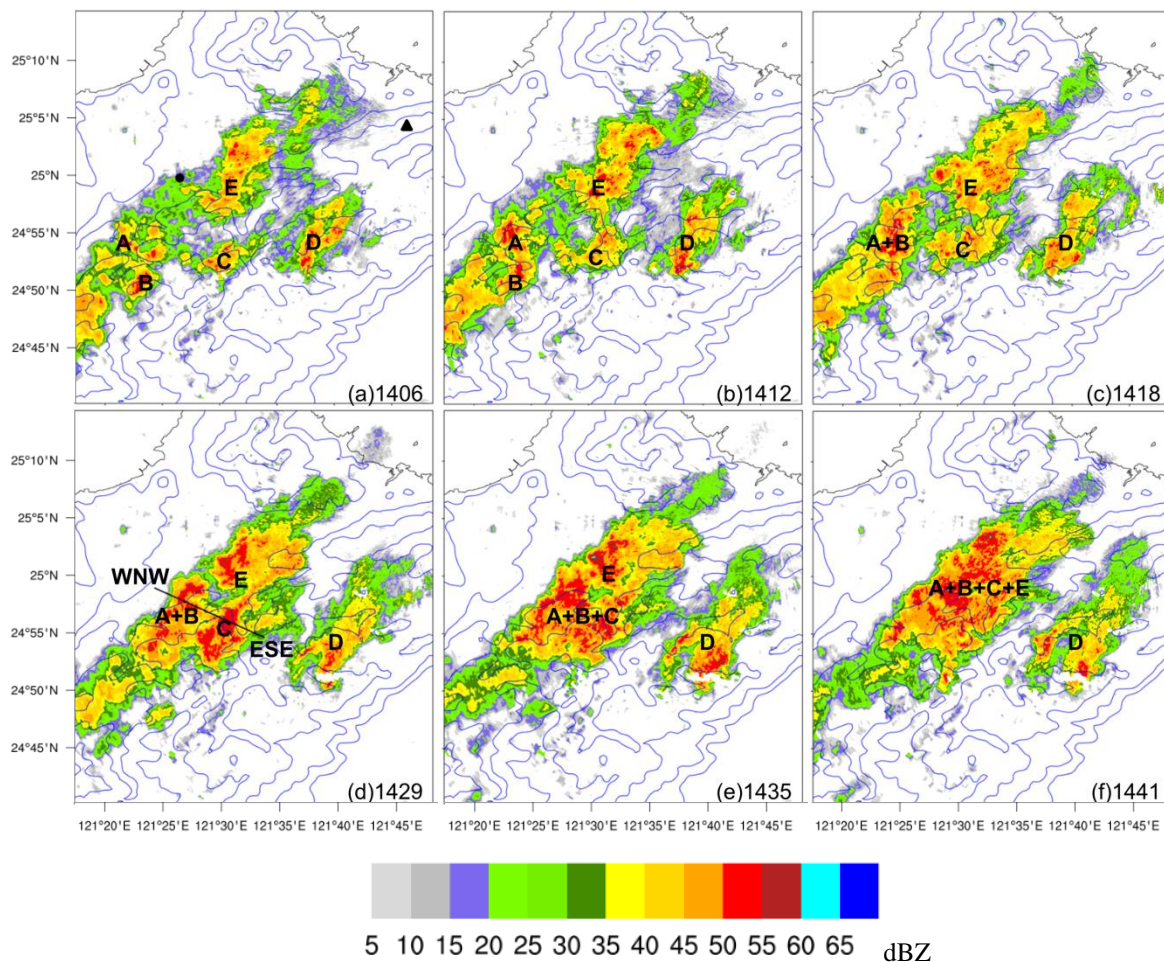 25°10'N
25°5'N
25°N
24°55'N
24°50'N
24°45'N
A
B
C
D
E
(a)1406
A
B
C
D
E
(b)1412
E
A+B
C
D
(c)1418
25°10'N
25°5'N
25°N
24°55'N
24°50'N
24°45'N
WNW
E
A+B
C
ESE
D
(d)1429
E
A+B+C
D
(e)1435
A+B+C+E
D
(f)1441
121°20'E 121°25'E 121°30'E 121°35'E 121°40'E 121°45'E
121°20'E 121°25'E 121°30'E 121°35'E 121°40'E 121°45'E
121°20'E 121°25'E 121°30'E 121°35'E 121°40'E 121°45'E
5 10 15 20 25 30 35 40 45 50 55 60 65 dBZ